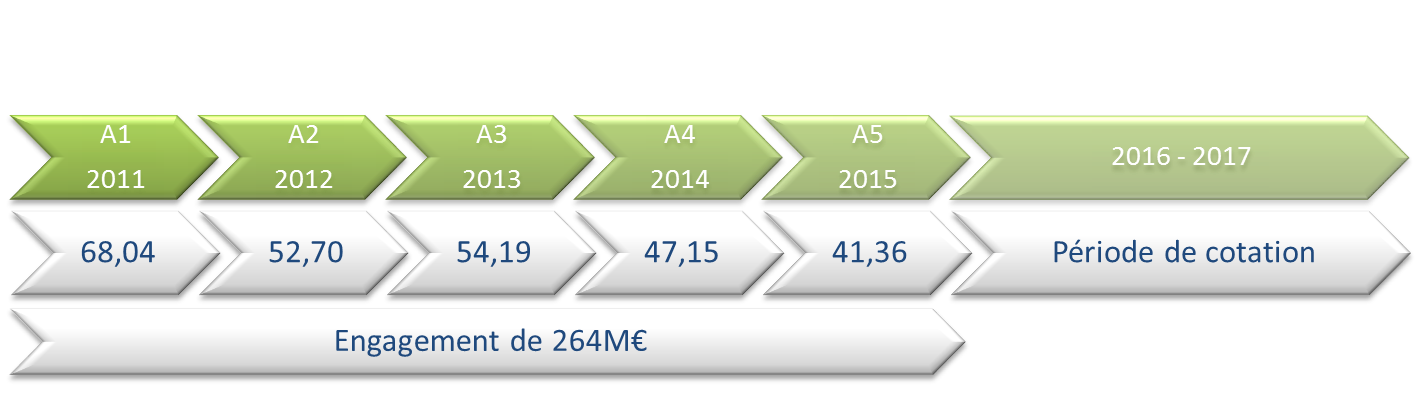 A1
2011
A2
2012
A3
2013
A4
2014
A5
2015
2016 - 2017
68,04
52,70
54,19
47,15
41,36
Période de cotation
Engagement de 264M€